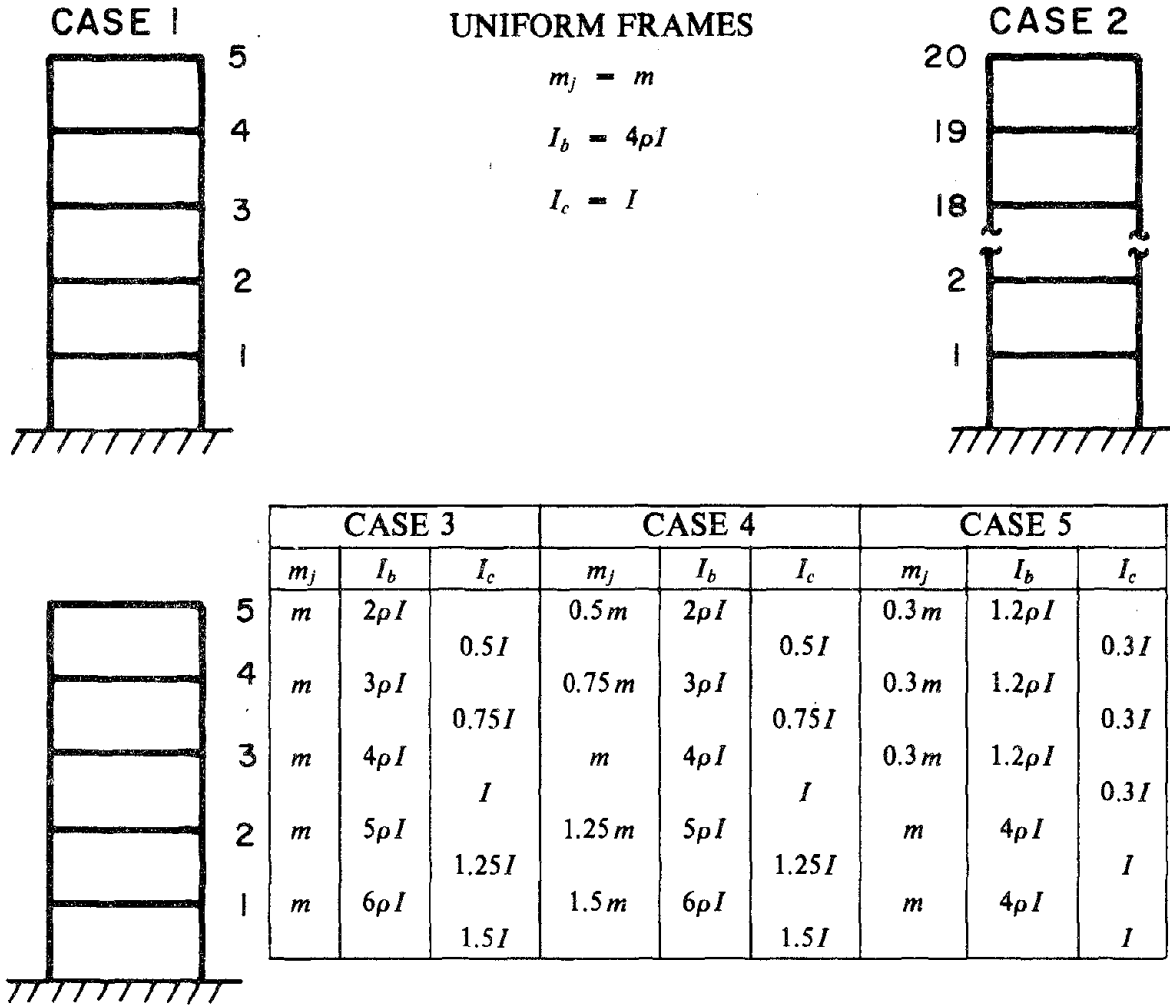 CASE 1
UNIFORM FRAMES
CASE 2
m_j = m
I_b = 4ρI
I_c = I
5
4
3
2
1
20
19
18
2
1
CASE 3 CASE 4 CASE 5
m_j I_b I_c m_j I_b I_c m_j I_b I_c
5 m 2ρI 0.5m 2ρI 0.3m 1.2ρI
0.5I 0.5I 0.3I
4 m 3ρI 0.75m 3ρI 0.3m 1.2ρI
0.75I 0.75I 0.3I
3 m 4ρI m 4ρI 0.3m 1.2ρI
I I 0.3I
2 m 5ρI 1.25m 5ρI m 4ρI
1.25I 1.25I I
1 m 6ρI 1.5m 6ρI m 4ρI
1.5I 1.5I I